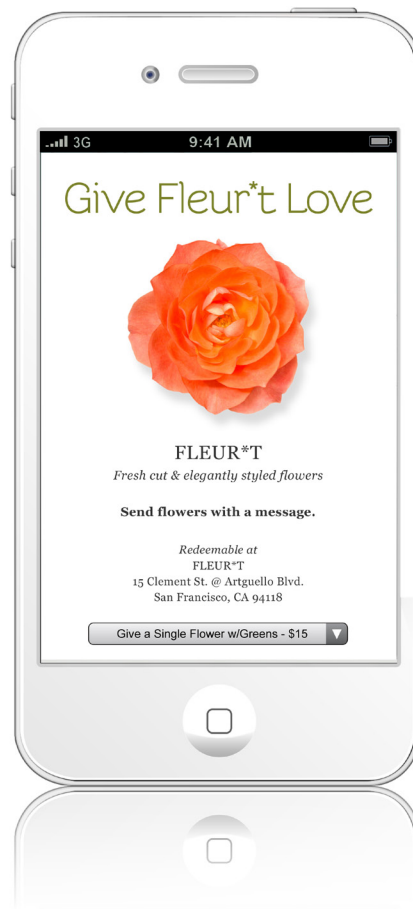 3G
9:41 AM
Give Fleur*t Love
FLEUR*T
Fresh cut & elegantly styled flowers
Send flowers with a message.
Redeemable at
FLEUR*T
15 Clement St. @ Artguello Blvd.
San Francisco, CA 94118
Give a Single Flower w/Greens - $15